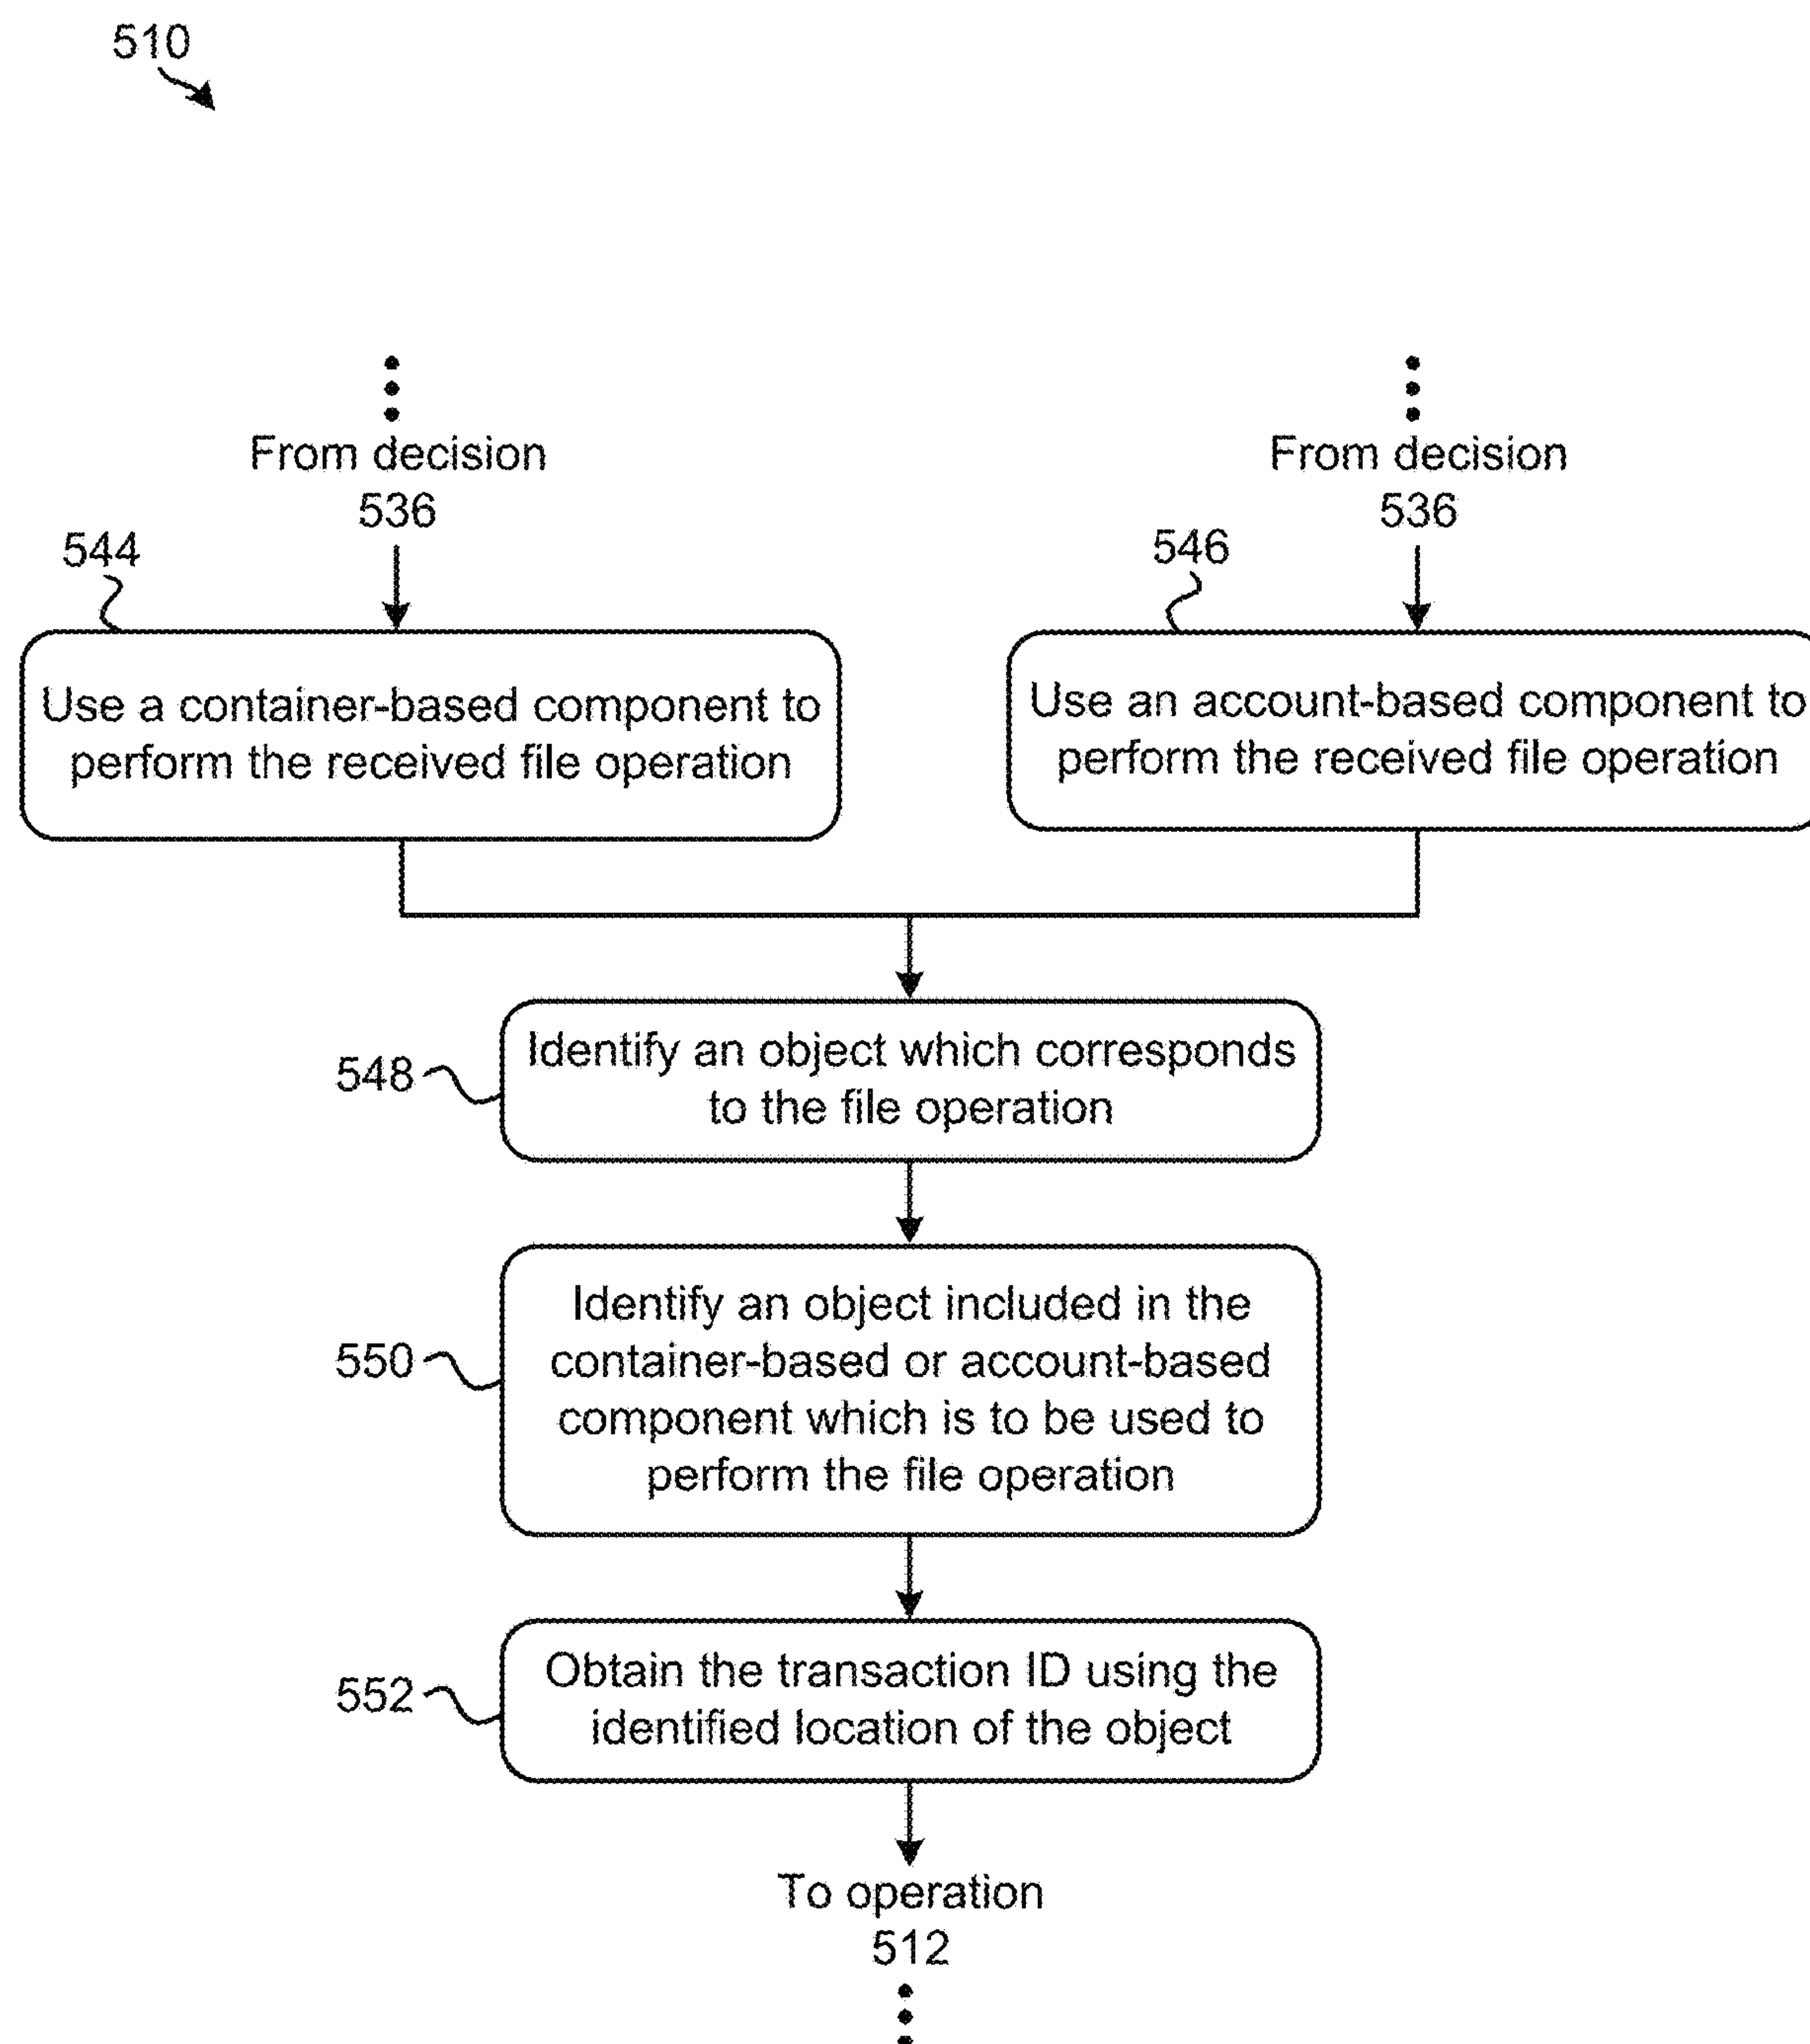 510
From decision
536
From decision
536
544
546
Use a container-based component to
perform the received file operation
Use an account-based component to
perform the received file operation
548
Identify an object which corresponds
to the file operation
550
Identify an object included in the
container-based or account-based
component which is to be used to
perform the file operation
552
Obtain the transaction ID using the
identified location of the object
To operation
512